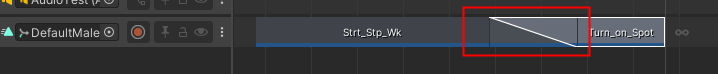 AudioTest (A
DefaultMale
Strt_Stp_Wk
Turn_on_Spot